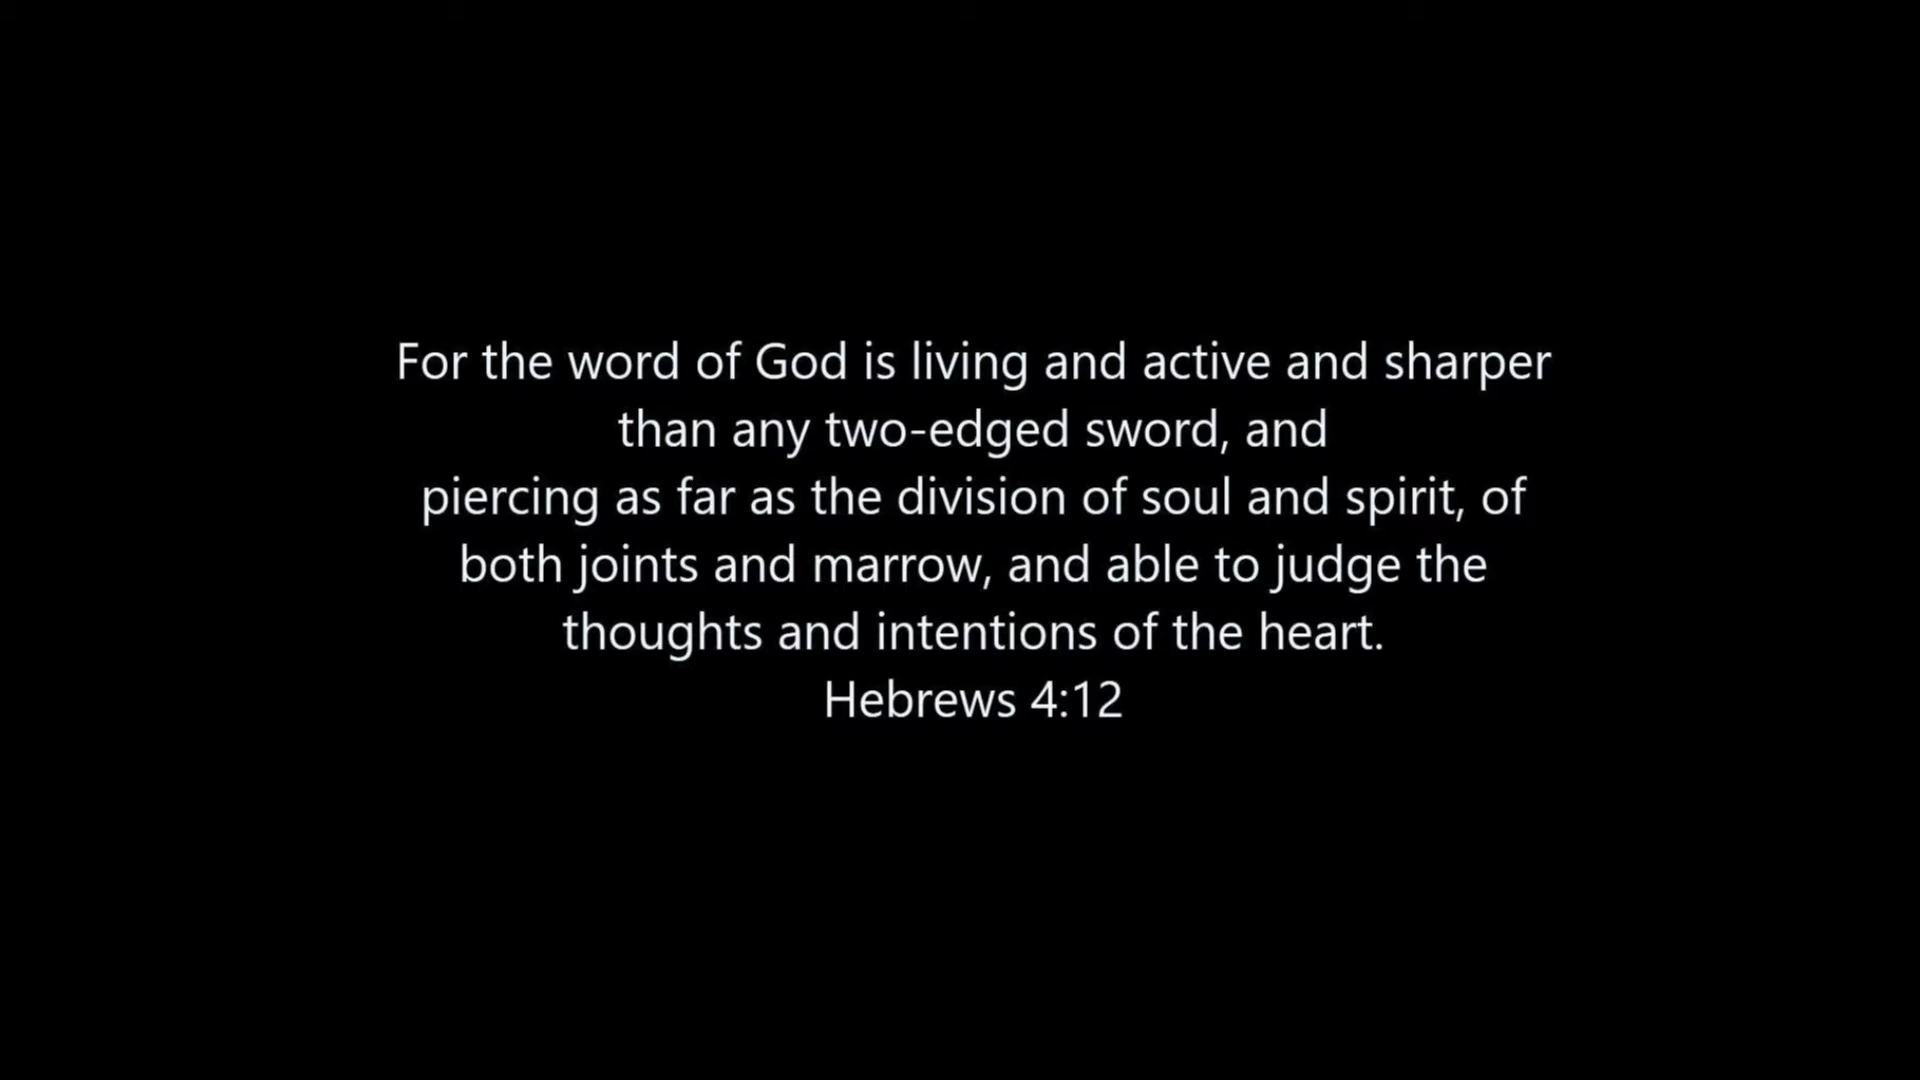 For the word of God is living and active and sharper
than any two-edged sword, and
piercing as far as the division of soul and spirit, of
both joints and marrow, and able to judge the
thoughts and intentions of the heart.
Hebrews 4:12